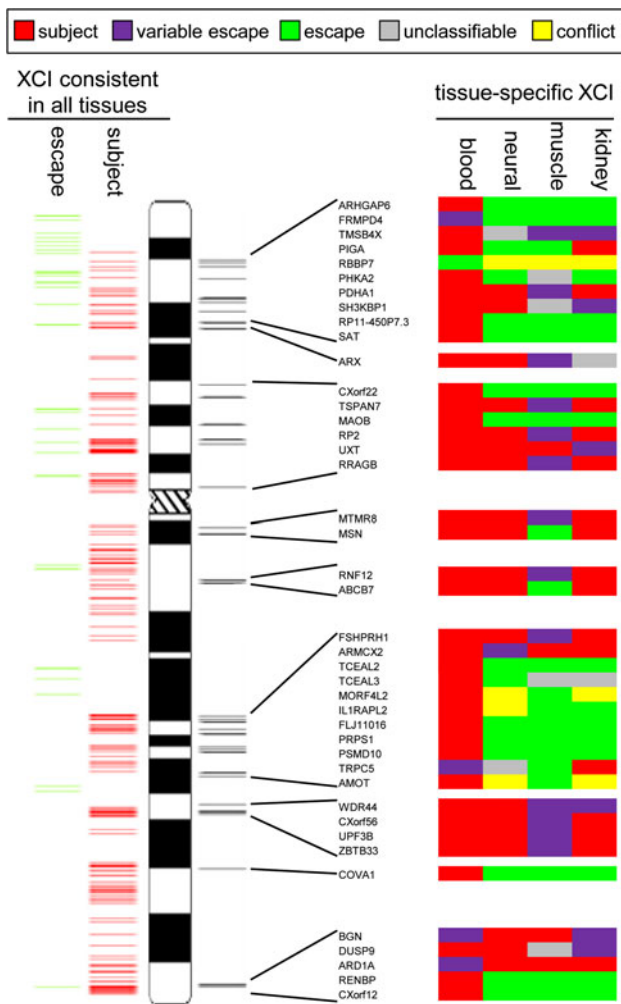 subject variable escape escape unclassifiable conflict
XCI consistent
in all tissues
tissue-specific XCI
escape
subject
blood
neural
muscle
kidney
ARHGAP6
FRMPD4
TMSB4X
PIGA
RBBP7
PHKA2
PDHA1
SH3KBP1
RP11-450P7.3
SAT
ARX
CXorf22
TSPAN7
MAOB
RP2
UXT
RRAGB
MTMR8
MSN
RNF12
ABCB7
FSHPRH1
ARMCX2
TCEAL2
TCEAL3
MORF4L2
IL1RAPL2
FLJ11016
PRPS1
PSMD10
TRPC5
AMOT
WDR44
CXorf56
UPF3B
ZBTB33
COVA1
BGN
DUSP9
ARD1A
RENBP
CXorf12